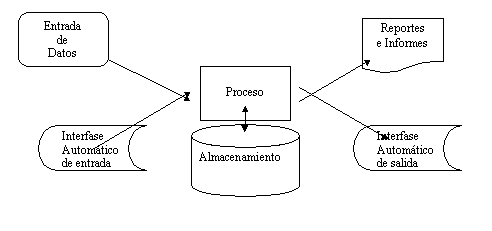 Entrada
de
Datos
Reportes
e Informes
Proceso
Interfase
Automático
de entrada
Almacenamiento
Interfase
Automático
de salida